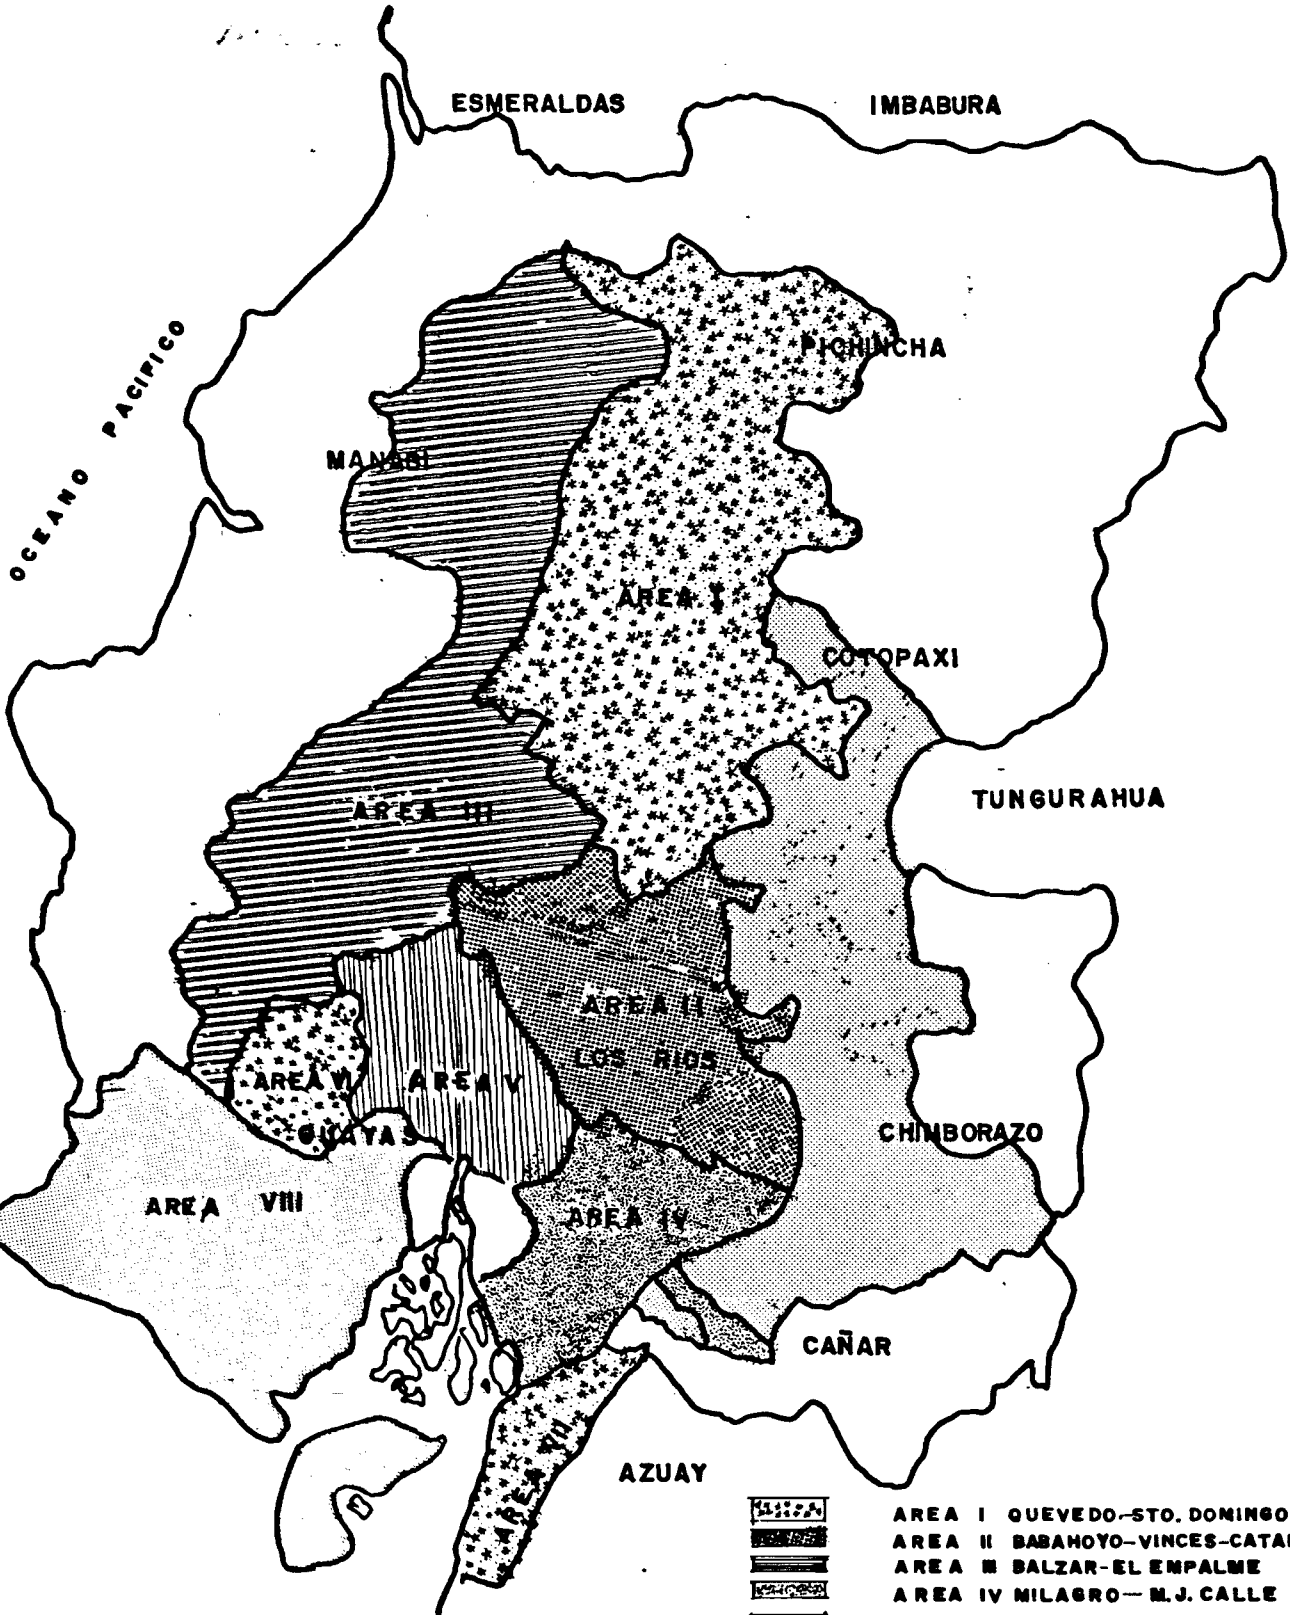 ESMERALDAS
IMBABURA
OCEANO PACIFICO
PICHINCHA
MANABI
AREA I
COTOPAXI
TUNGURAHUA
AREA III
AREA II
LOS RIOS
AREA VI
AREA V
GUAYAS
CHIMBORAZO
AREA VIII
AREA IV
CAÑAR
AREA VII
AZUAY
AREA I QUEVEDO-STO. DOMINGO
AREA II BABAHOYO-VINCES-CATA
AREA III BALZAR-EL EMPALME
AREA IV MILAGRO-M.J. CALLE